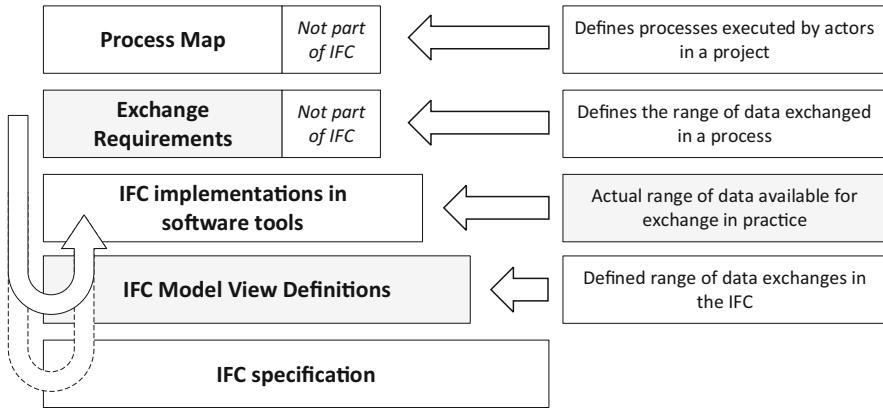 Process Map
Not part
of IFC
Defines processes executed by actors
in a project
Exchange
Requirements
Not part
of IFC
Defines the range of data exchanged
in a process
IFC implementations in
software tools
Actual range of data available for
exchange in practice
IFC Model View Definitions
Defined range of data exchanges in
the IFC
IFC specification